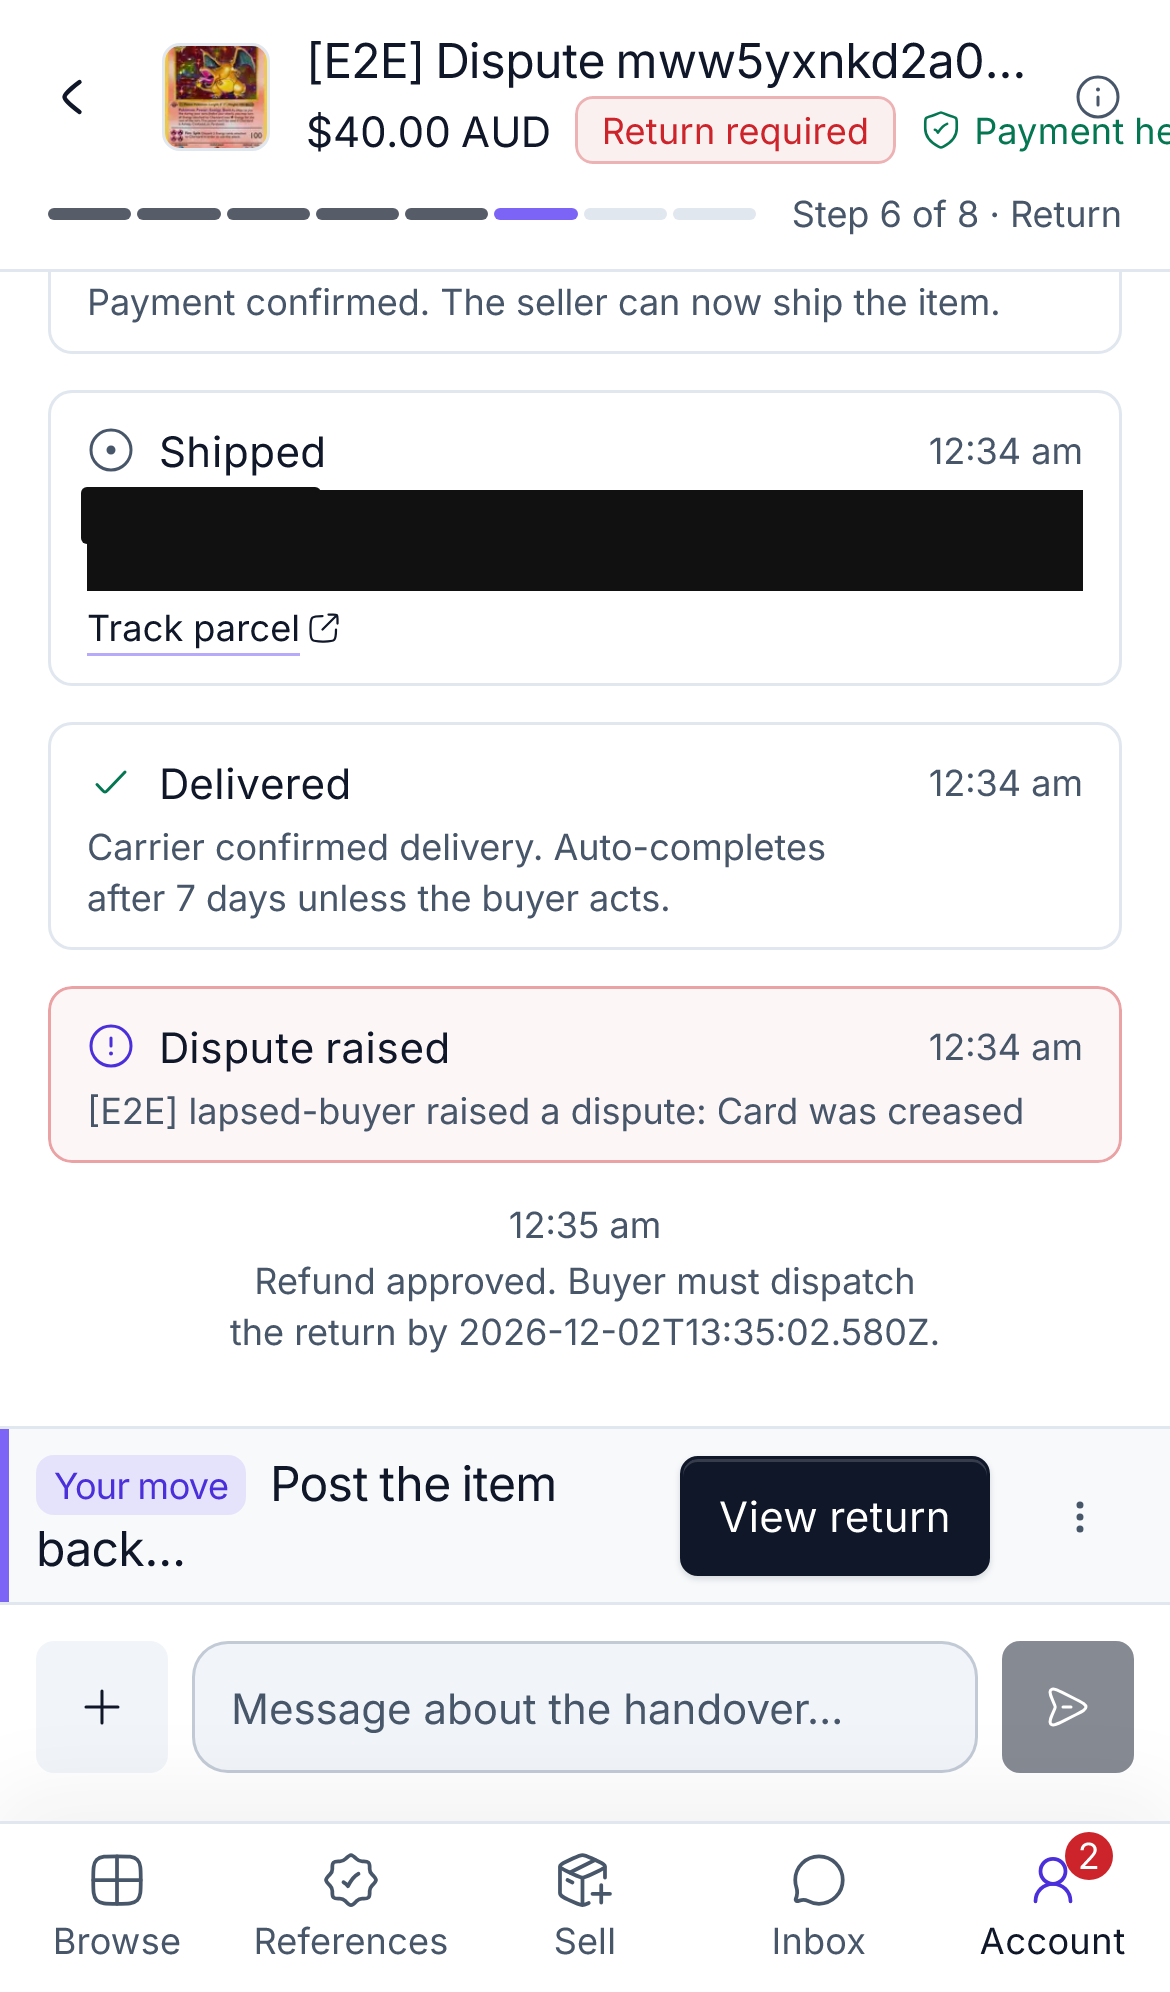 [E2E] Dispute mww5yxnkd2a0...
$40.00 AUD Return required Payment he
Step 6 of 8 · Return
Payment confirmed. The seller can now ship the item.
Shipped 12:34 am
Track parcel
Delivered 12:34 am
Carrier confirmed delivery. Auto-completes
after 7 days unless the buyer acts.
Dispute raised 12:34 am
[E2E] lapsed-buyer raised a dispute: Card was creased
12:35 am
Refund approved. Buyer must dispatch
the return by 2026-12-02T13:35:02.580Z.
Your move Post the item
back...
View return
Message about the handover...
2
Browse References Sell Inbox Account